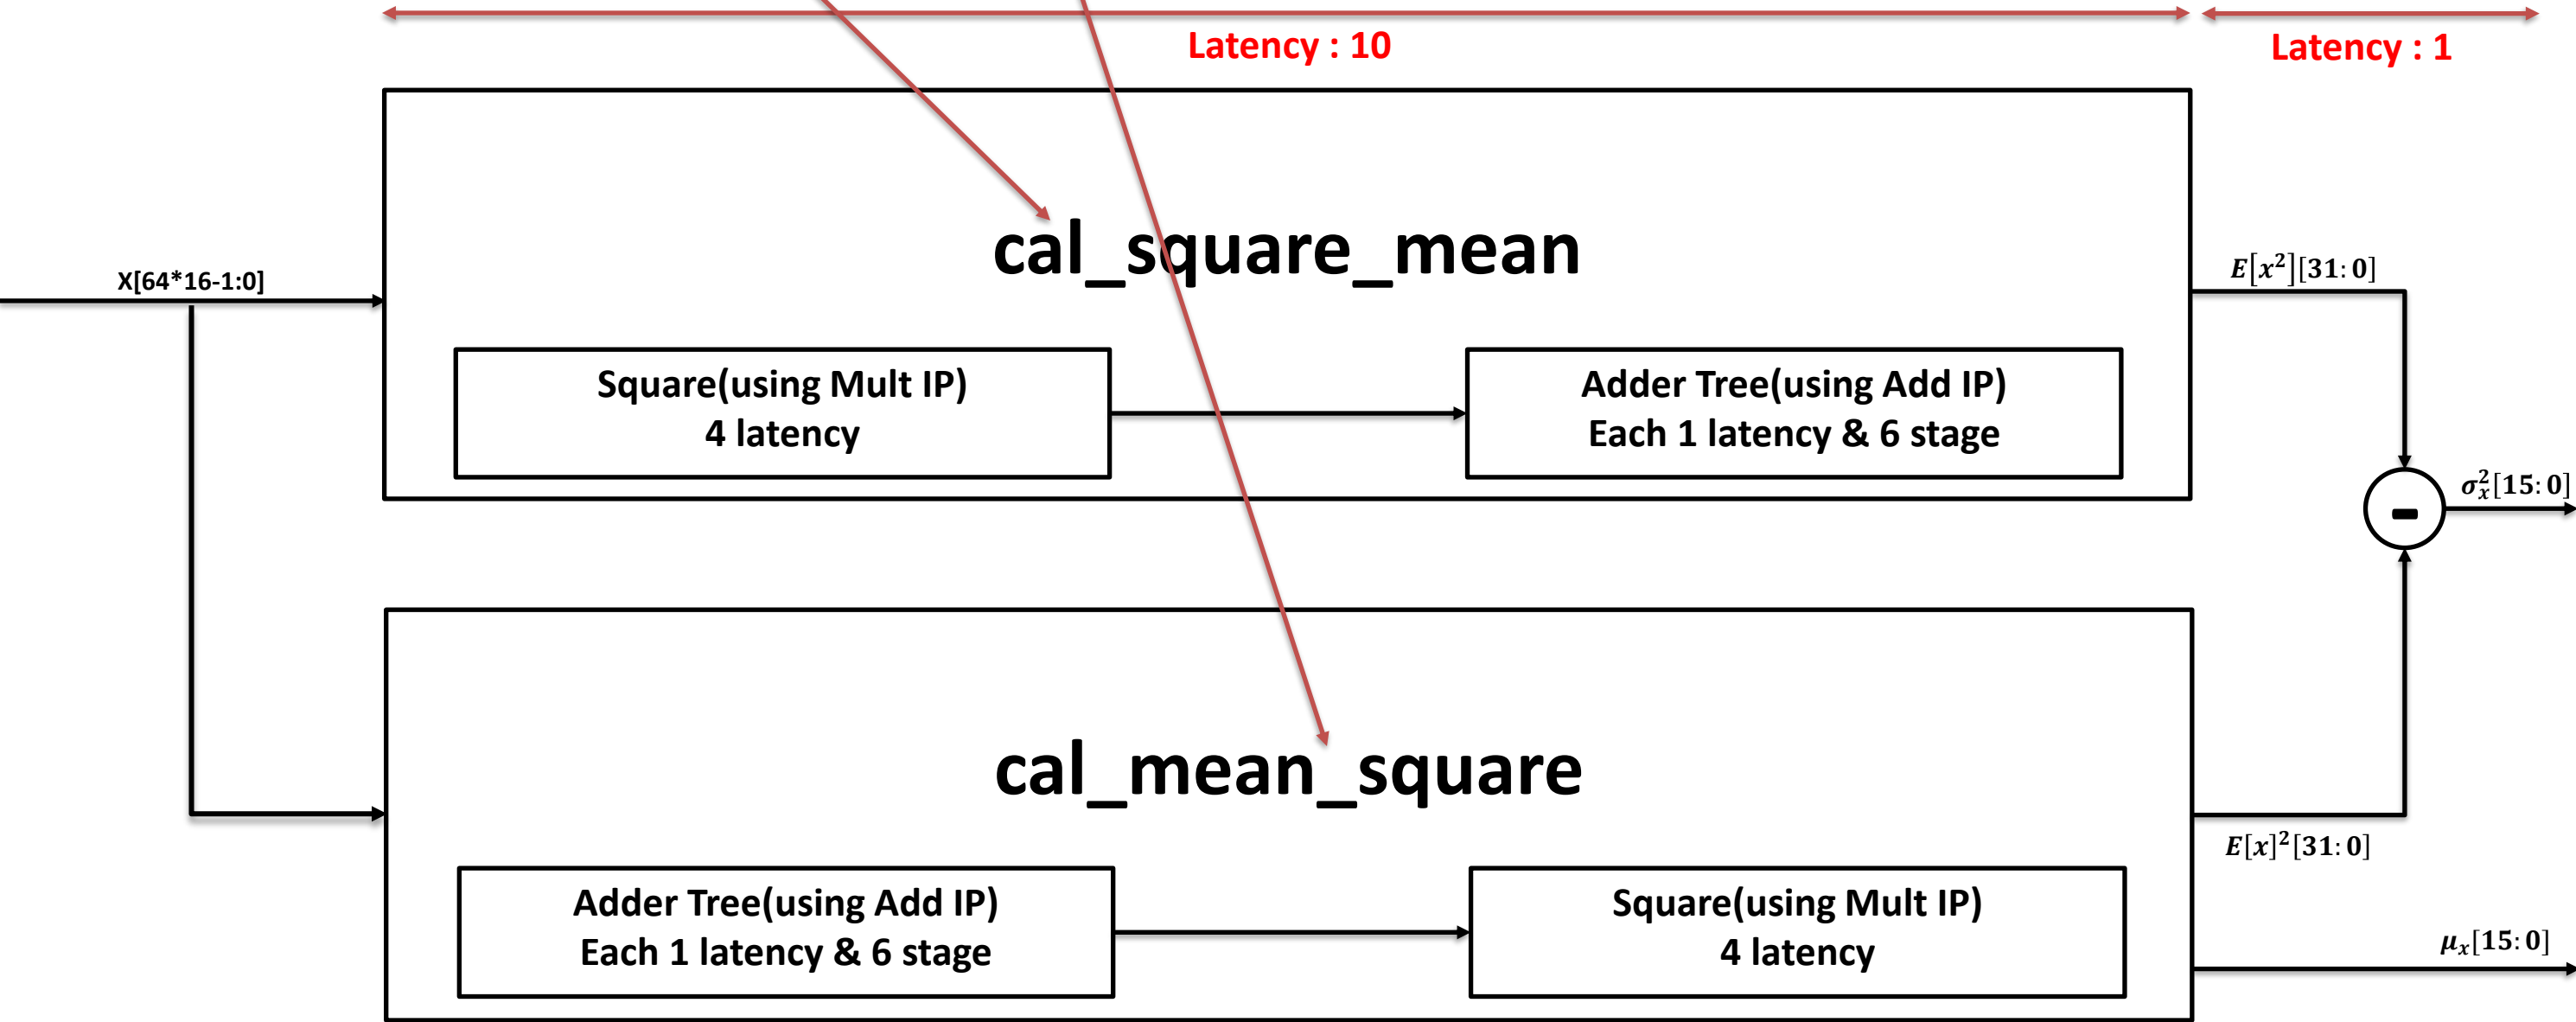 Latency : 10
Latency : 1
cal_square_mean
X[64*16-1:0]
E[x²][31:0]
Square(using Mult IP)
4 latency
Adder Tree(using Add IP)
Each 1 latency & 6 stage
σₓ²[15:0]
-
cal_mean_square
E[x]²[31:0]
Adder Tree(using Add IP)
Each 1 latency & 6 stage
Square(using Mult IP)
4 latency
μₓ[15:0]